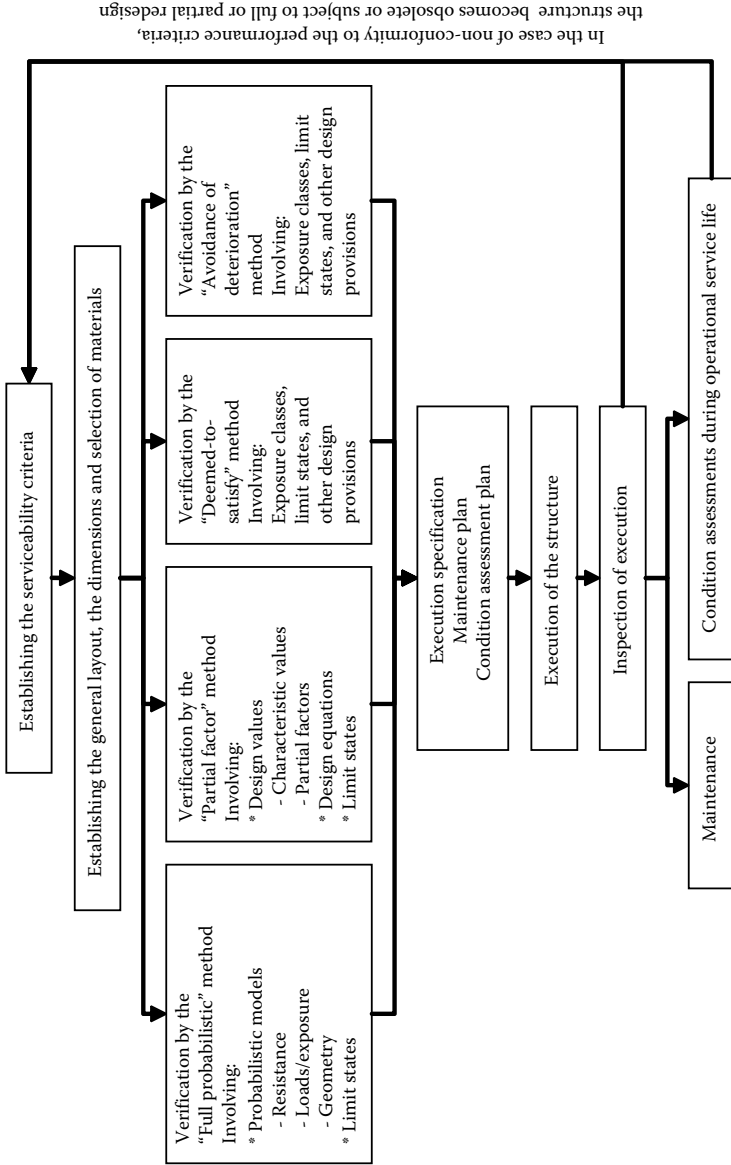 Establishing the serviceability criteria
Establishing the general layout, the dimensions and selection of materials
Verification by the
“Full probabilistic” method
Involving:
* Probabilistic models
- Resistance
- Loads/exposure
- Geometry
* Limit states
Verification by the
“Partial factor” method
Involving:
* Design values
- Characteristic values
- Partial factors
* Design equations
* Limit states
Verification by the
“Deemed-to-
satisfy” method
Involving:
Exposure classes,
limit states, and
other design
provisions
Verification by the
“Avoidance of
deterioration”
method
Involving:
Exposure classes, limit
states, and other design
provisions
Execution specification
Maintenance plan
Condition assessment plan
Execution of the structure
Inspection of execution
Maintenance
Condition assessments during operational service life
In the case of non-conformity to the performance criteria,
the structure becomes obsolete or subject to full or partial redesign